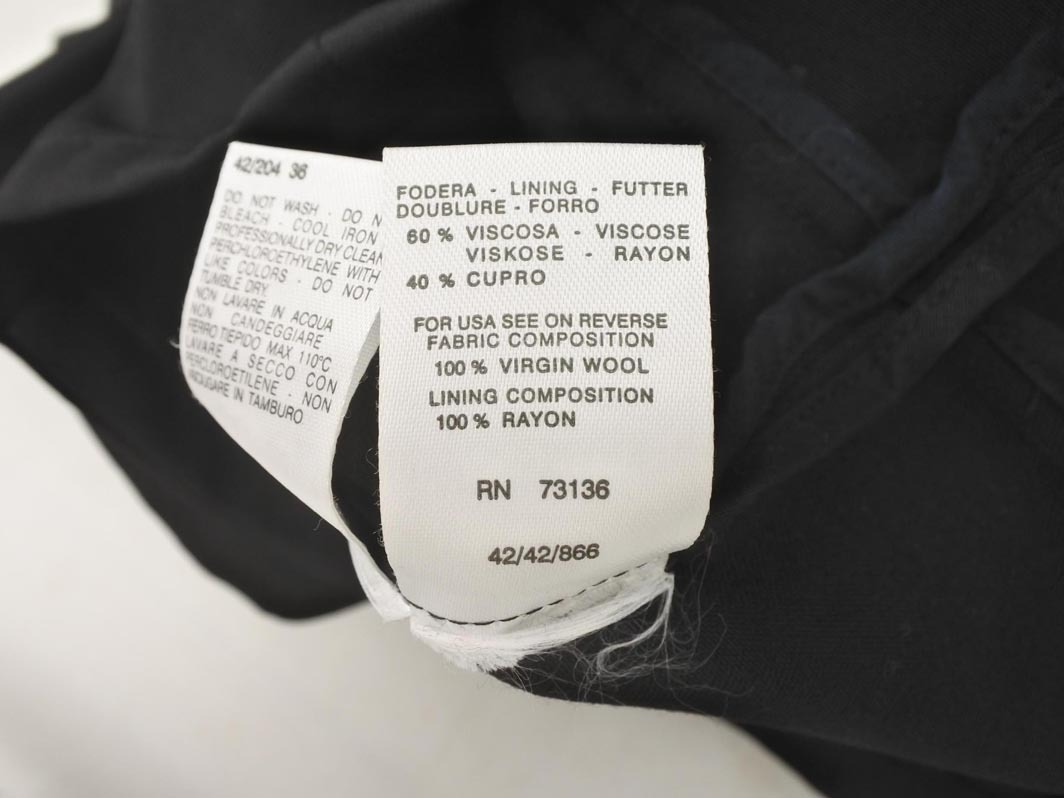 42/204 36
DO NOT WASH - DO N
BLEACH - COOL IRON
PROFESSIONALLY DRY CLEAN
PERCHLOROETHYLENE WITH
LIKE COLORS - DO NOT
TUMBLE DRY
NON LAVARE IN ACQUA
NON CANDEGGIARE
FERRO TIEPIDO MAX 110°C
LAVARE A SECCO CON
PERCLOROETILENE - NON
ASCIUGARE IN TAMBURO
FODERA - LINING - FUTTER
DOUBLURE - FORRO
60 % VISCOSA - VISCOSE
VISKOSE - RAYON
40 % CUPRO
FOR USA SEE ON REVERSE
FABRIC COMPOSITION
100 % VIRGIN WOOL
LINING COMPOSITION
100 % RAYON
RN 73136
42/42/866